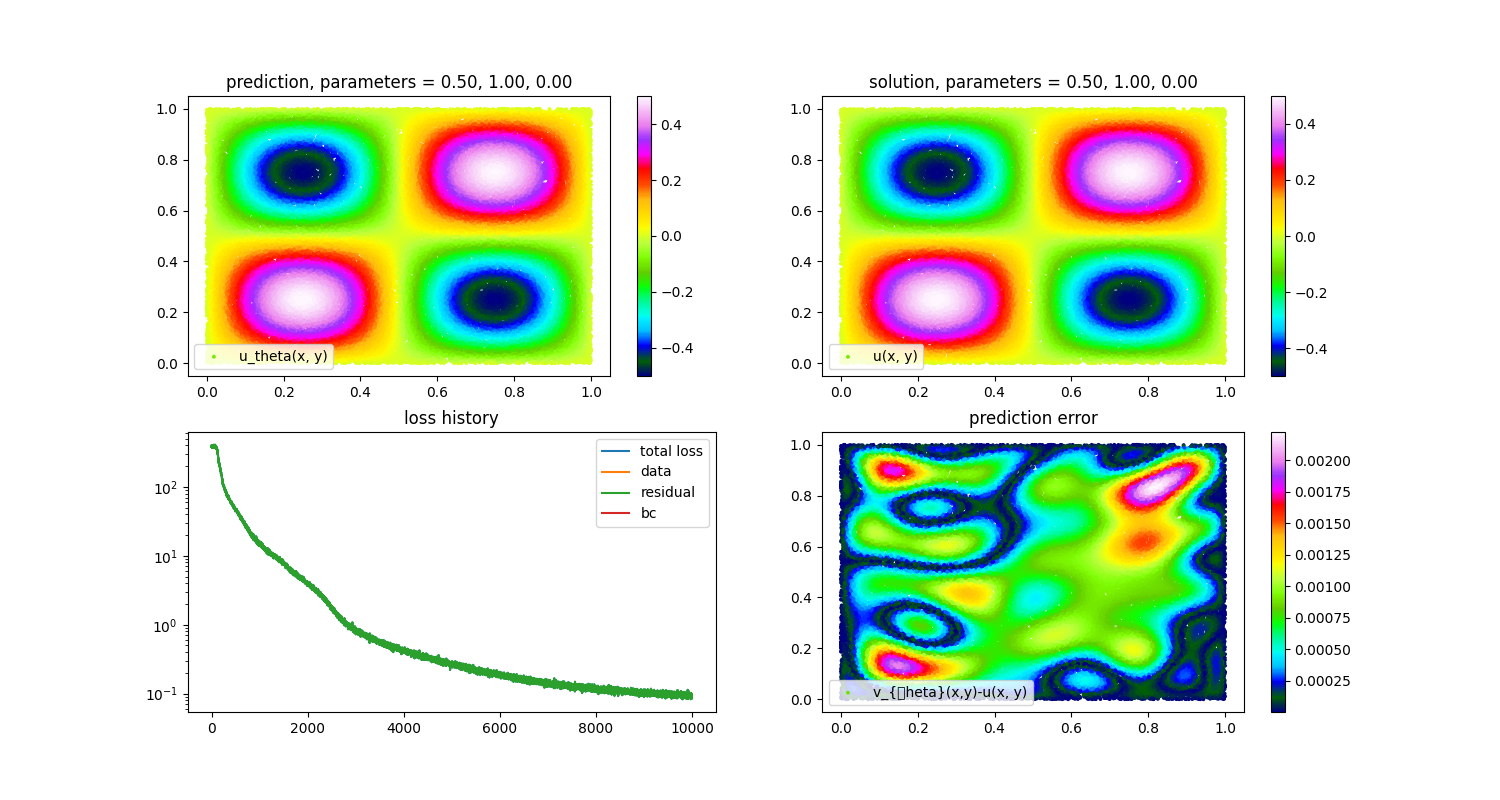 prediction, parameters = 0.50, 1.00, 0.00
1.0
0.8
0.6
0.4
0.2
0.0
u_theta(x, y)
0.0 0.2 0.4 0.6 0.8 1.0
0.4
0.2
0.0
−0.2
−0.4
solution, parameters = 0.50, 1.00, 0.00
1.0
0.8
0.6
0.4
0.2
0.0
u(x, y)
0.0 0.2 0.4 0.6 0.8 1.0
0.4
0.2
0.0
−0.2
−0.4
loss history
10²
10¹
10⁰
10⁻¹
total loss
data
residual
bc
0 2000 4000 6000 8000 10000
prediction error
1.0
0.8
0.6
0.4
0.2
0.0
v_{▯heta}(x,y)-u(x, y)
0.0 0.2 0.4 0.6 0.8 1.0
0.00200
0.00175
0.00150
0.00125
0.00100
0.00075
0.00050
0.00025